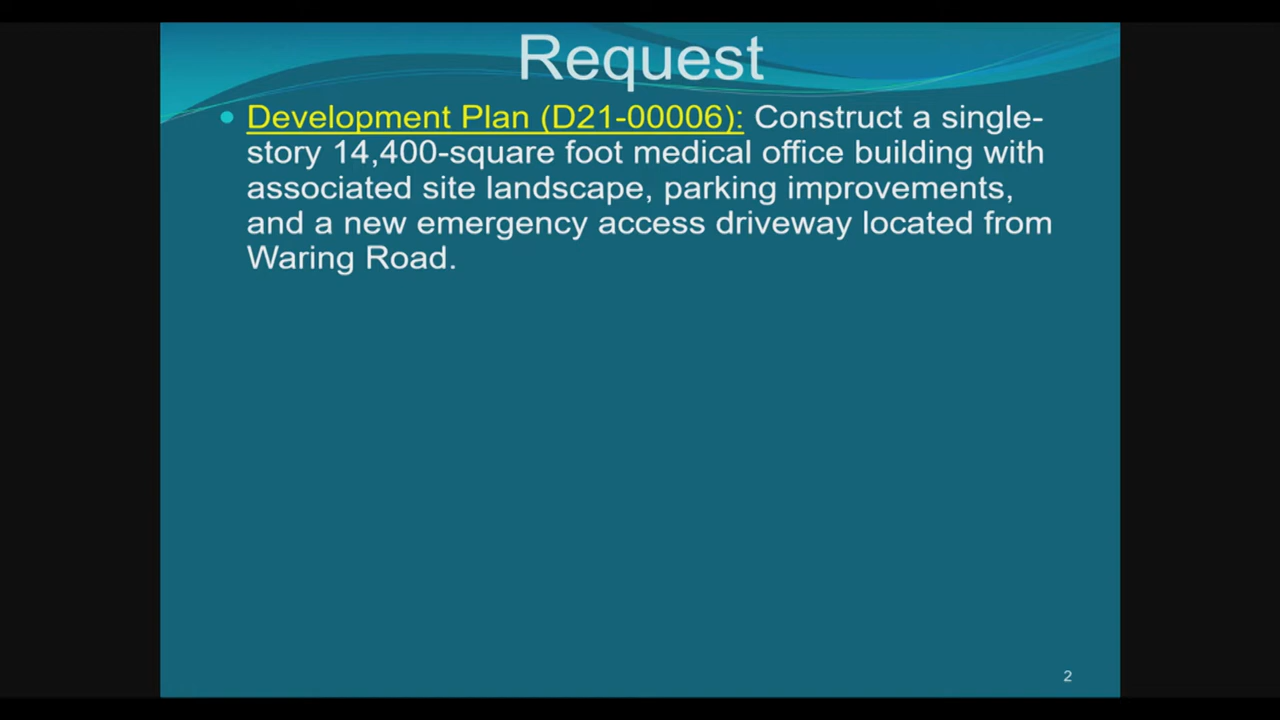 Request
• Development Plan (D21-00006): Construct a single-
story 14,400-square foot medical office building with
associated site landscape, parking improvements,
and a new emergency access driveway located from
Waring Road.
2